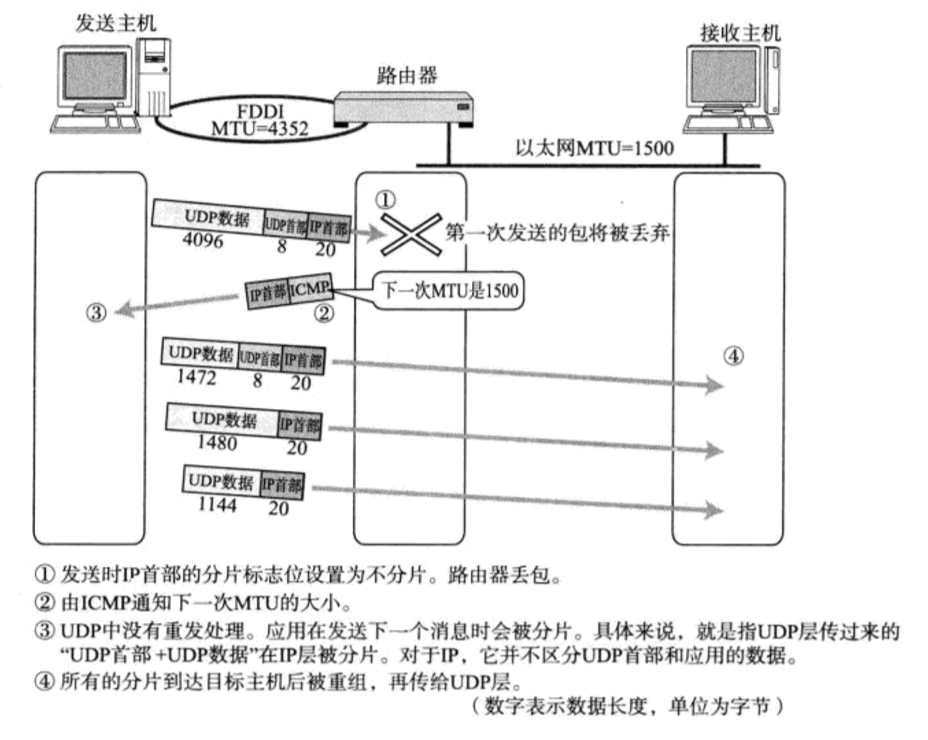 发送主机
接收主机
路由器
FDDI
MTU=4352
以太网MTU=1500
①
UDP数据 UDP首部 IP首部
4096 8 20
第一次发送的包将被丢弃
IP首部 ICMP
下一次MTU是1500
②
③
UDP数据 UDP首部 IP首部
1472 8 20
④
UDP数据 IP首部
1480 20
UDP数据 IP首部
1144 20
① 发送时IP首部的分片标志位设置为不分片。路由器丢包。
② 由ICMP通知下一次MTU的大小。
③ UDP中没有重发处理。应用在发送下一个消息时会被分片。具体来说，就是指UDP层传过来的
“UDP首部+UDP数据”在IP层被分片。对于IP，它并不区分UDP首部和应用的数据。
④ 所有的分片到达目标主机后被重组，再传给UDP层。
（数字表示数据长度，单位为字节）